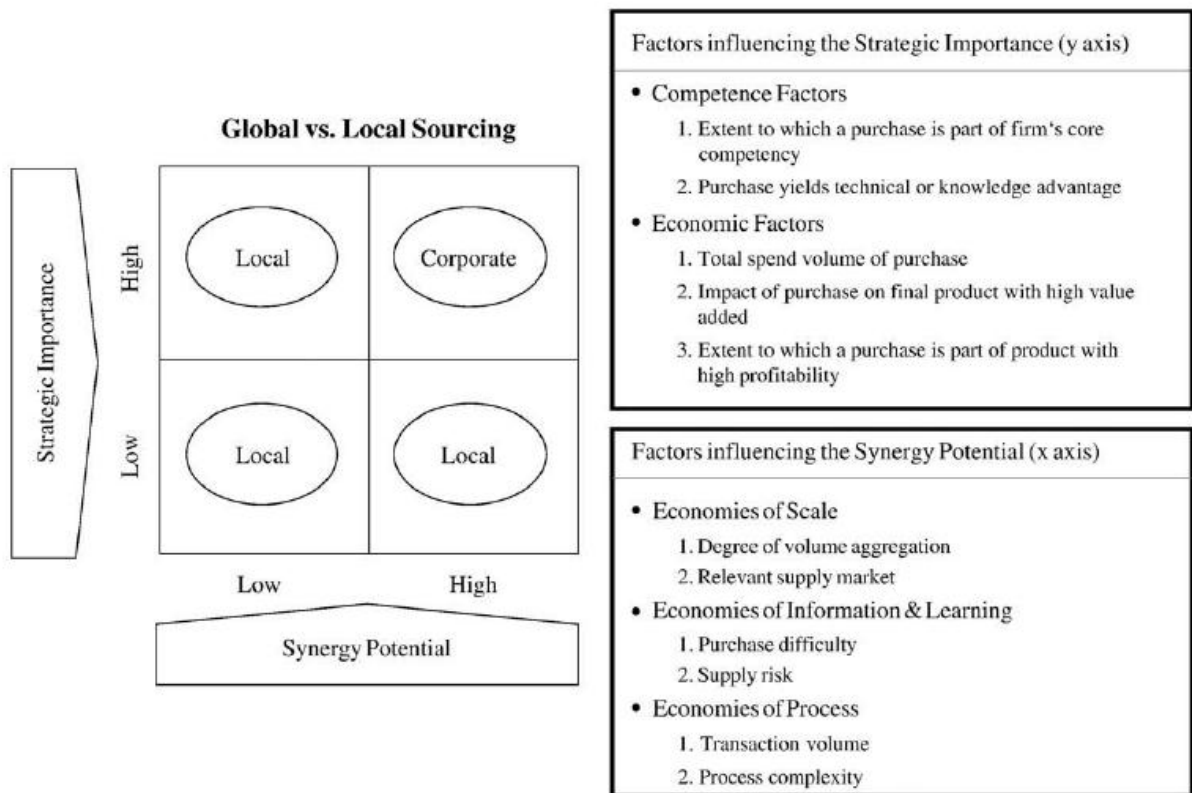 Global vs. Local Sourcing
Strategic Importance
High
Low
Local
Corporate
Local
Local
Low
High
Synergy Potential
Factors influencing the Strategic Importance (y axis)
• Competence Factors
1. Extent to which a purchase is part of firm‘s core
competency
2. Purchase yields technical or knowledge advantage
• Economic Factors
1. Total spend volume of purchase
2. Impact of purchase on final product with high value
added
3. Extent to which a purchase is part of product with
high profitability
Factors influencing the Synergy Potential (x axis)
• Economies of Scale
1. Degree of volume aggregation
2. Relevant supply market
• Economies of Information & Learning
1. Purchase difficulty
2. Supply risk
• Economies of Process
1. Transaction volume
2. Process complexity